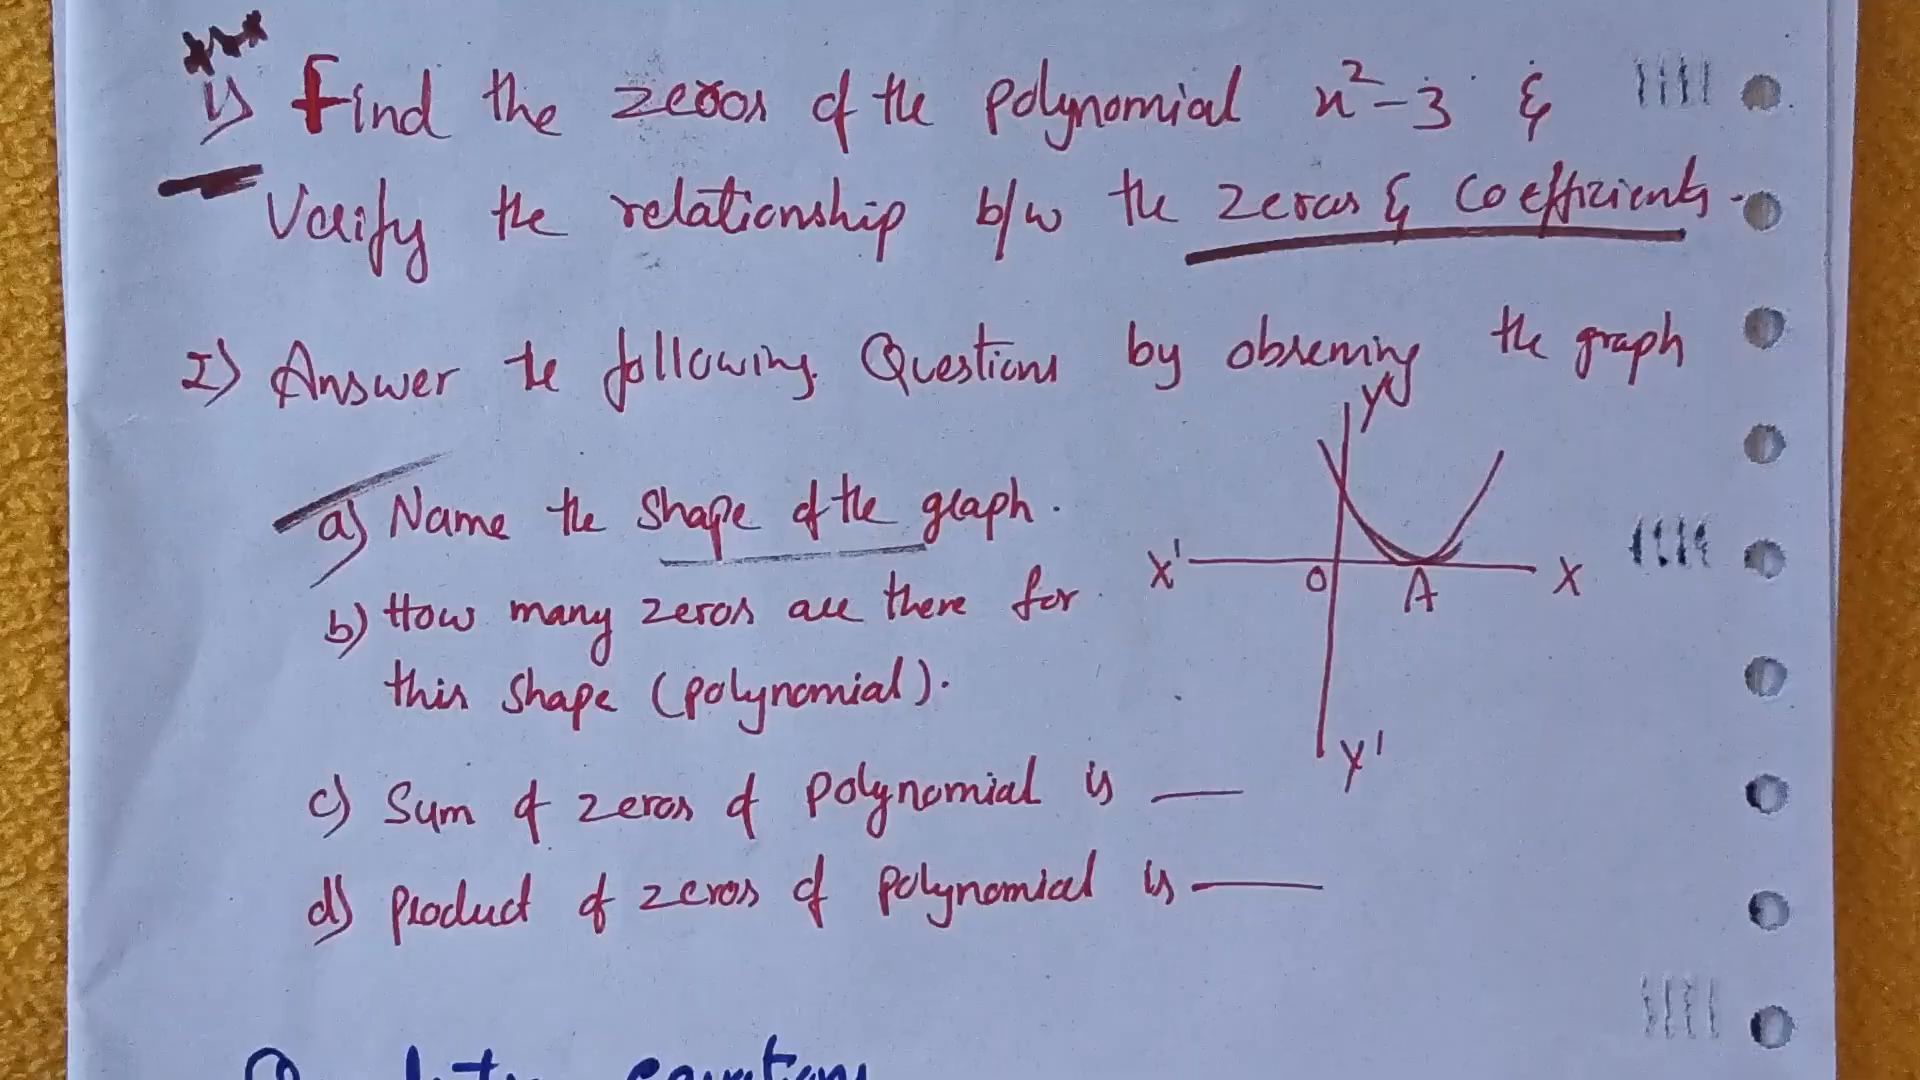 ***
1) Find the zeros of the polynomial x²-3 &
Verify the relationship b/w the zeros & Coefficients.
2) Answer the following Questions by observing the graph
a) Name the shape of the graph.
b) How many zeros are there for
this shape (polynomial).
c) Sum of zeros of polynomial is ___
d) product of zeros of polynomial is ___
Y
X' O A X
Y'
equations